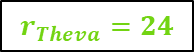 r_Theva = 24